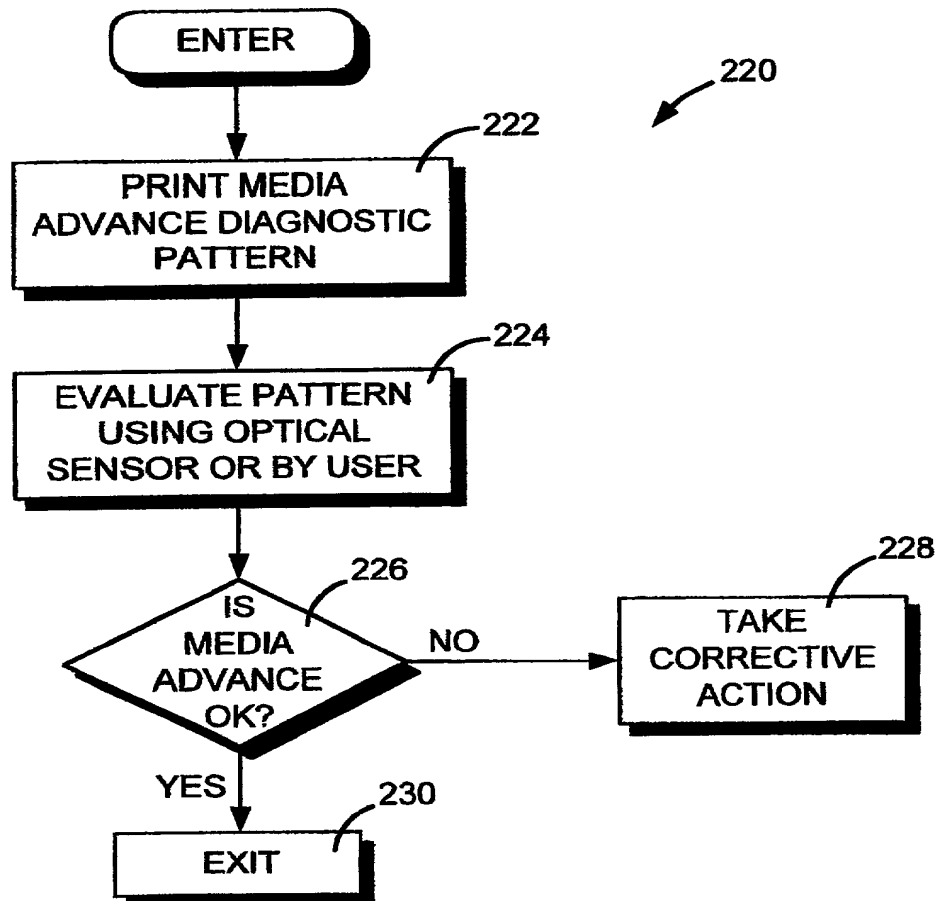 ENTER
220
222
PRINT MEDIA
ADVANCE DIAGNOSTIC
PATTERN
224
EVALUATE PATTERN
USING OPTICAL
SENSOR OR BY USER
226
IS
MEDIA
ADVANCE
OK?
NO
228
TAKE
CORRECTIVE
ACTION
YES
230
EXIT